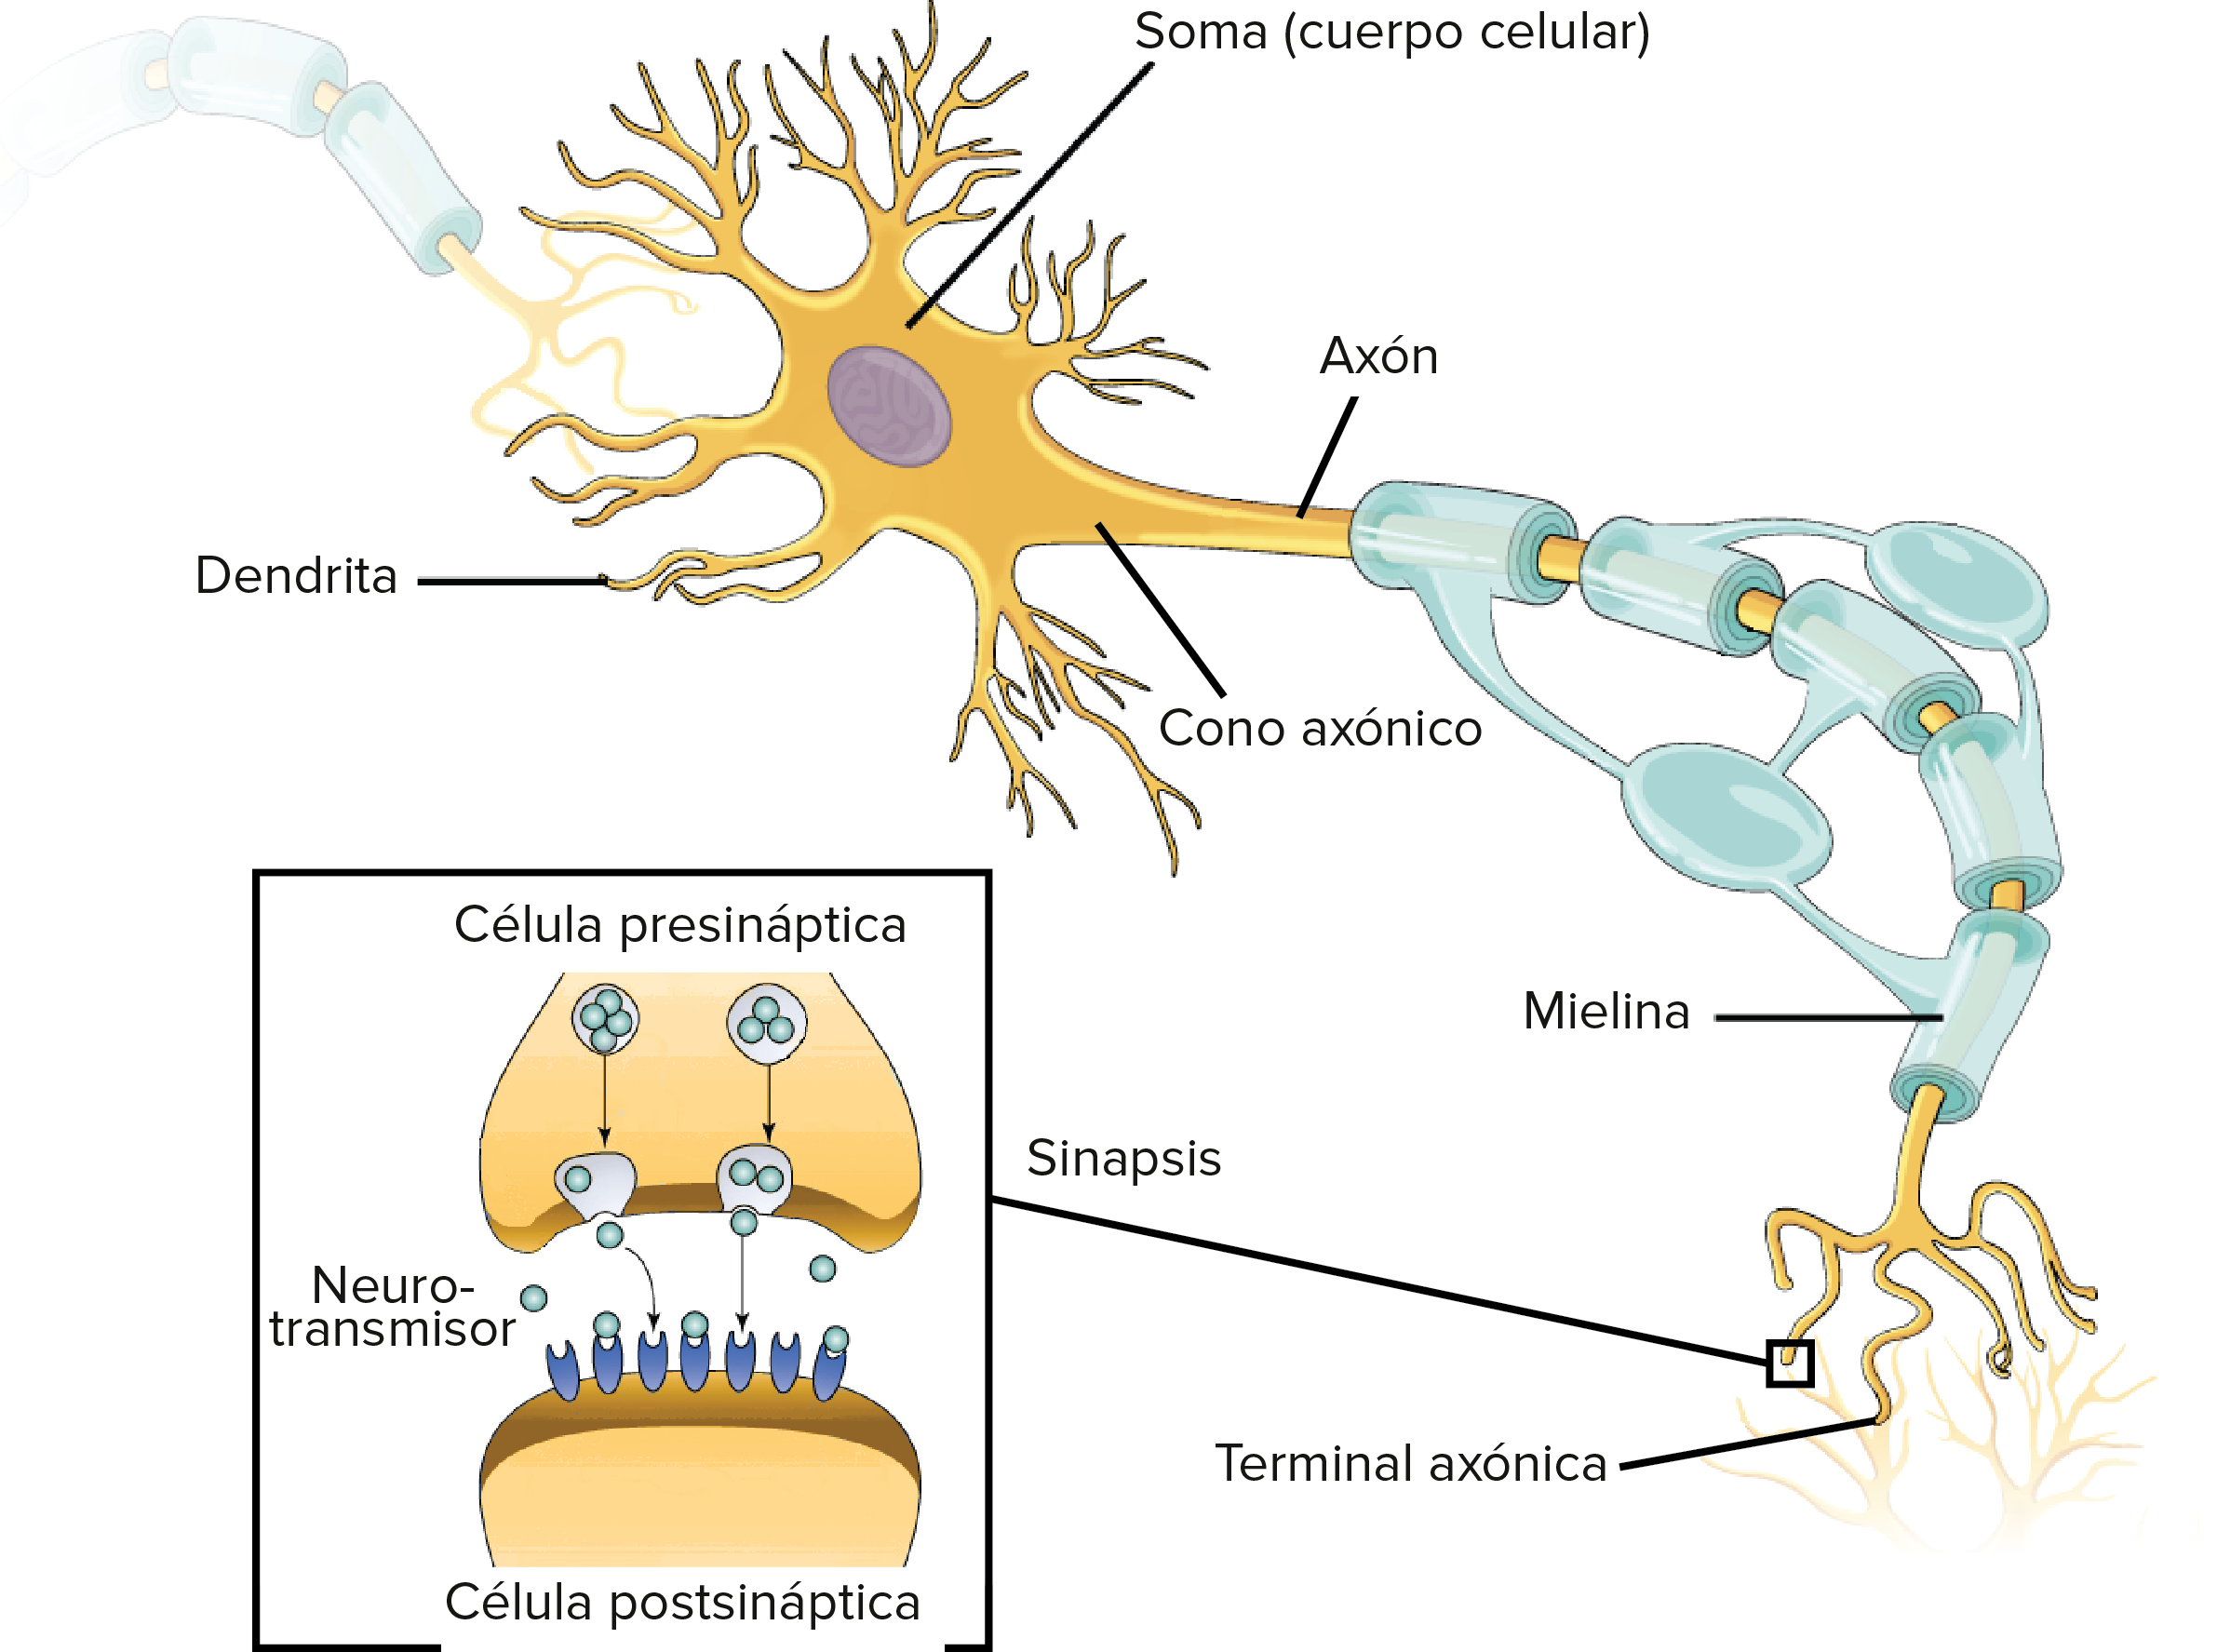 Soma (cuerpo celular)
Axón
Dendrita
Cono axónico
Célula presináptica
Mielina
Sinapsis
Neuro-
transmisor
Terminal axónica
Célula postsináptica